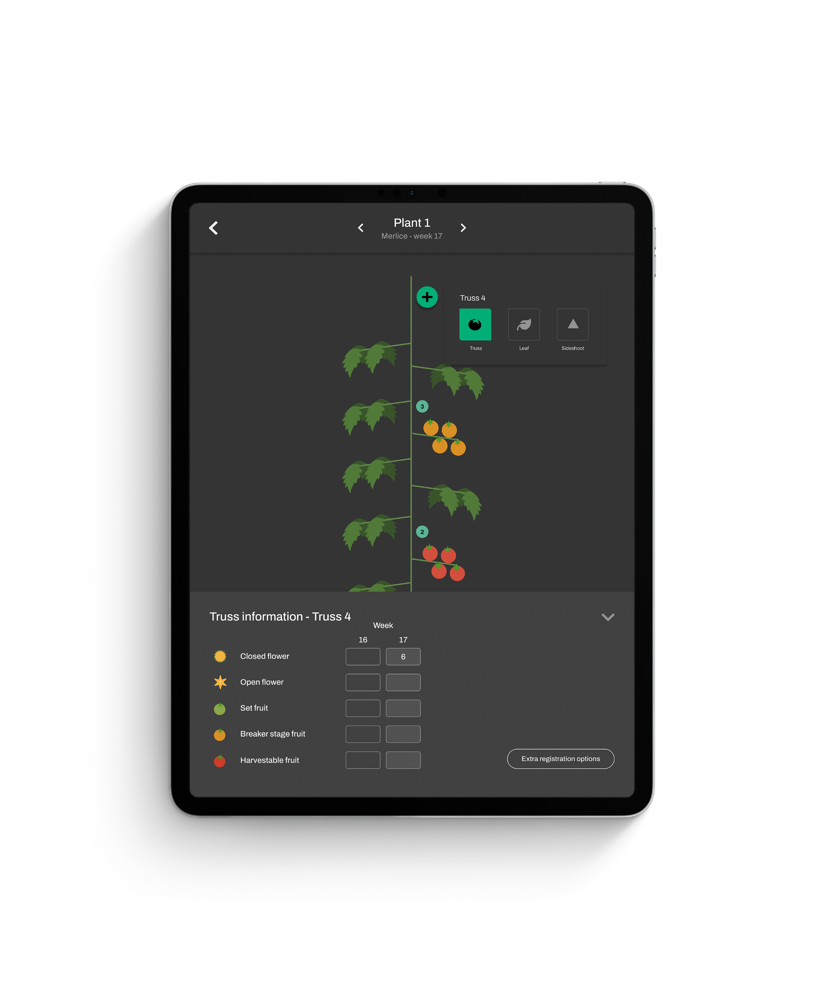 Plant 1
Merlice - week 17
Truss 4
Truss
Leaf
Sideshoot
3
2
Truss information - Truss 4
Week
16 17
Closed flower 6
Open flower
Set fruit
Breaker stage fruit
Harvestable fruit
Extra registration options